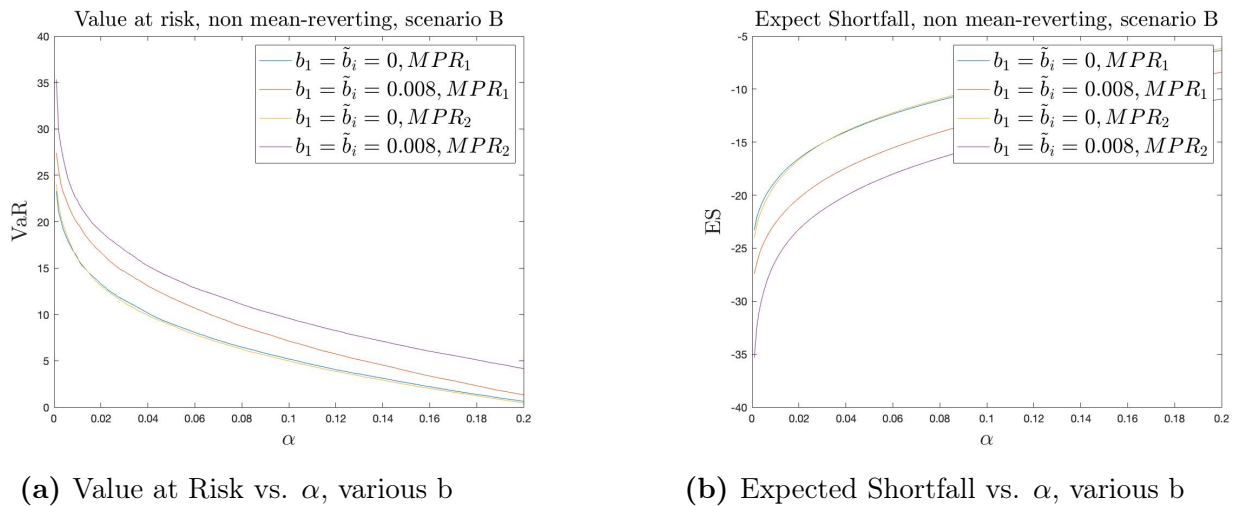 Value at risk, non mean-reverting, scenario B
40
35
30
25
20
15
10
5
0
VaR
b₁ = b̃ᵢ = 0, MPR₁
b₁ = b̃ᵢ = 0.008, MPR₁
b₁ = b̃ᵢ = 0, MPR₂
b₁ = b̃ᵢ = 0.008, MPR₂
0 0.02 0.04 0.06 0.08 0.1 0.12 0.14 0.16 0.18 0.2
α
(a) Value at Risk vs. α, various b
Expect Shortfall, non mean-reverting, scenario B
-5
-10
-15
-20
-25
-30
-35
-40
ES
b₁ = b̃ᵢ = 0, MPR₁
b₁ = b̃ᵢ = 0.008, MPR₁
b₁ = b̃ᵢ = 0, MPR₂
b₁ = b̃ᵢ = 0.008, MPR₂
0 0.02 0.04 0.06 0.08 0.1 0.12 0.14 0.16 0.18 0.2
α
(b) Expected Shortfall vs. α, various b